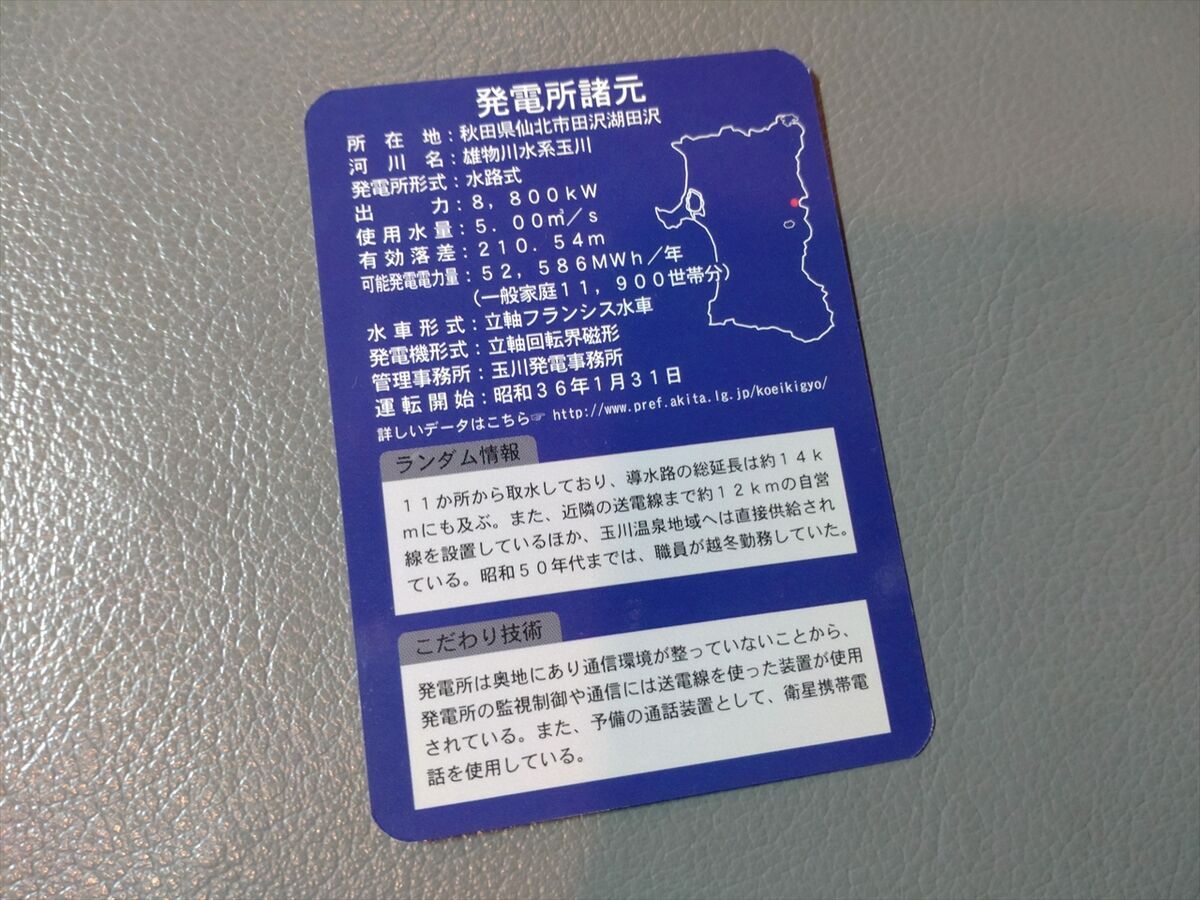 発電所諸元
所在地：秋田県仙北市田沢湖田沢
河川名：雄物川水系玉川
発電所形式：水路式
出力：８，８００ｋＷ
使用水量：５．００㎥／ｓ
有効落差：２１０．５４ｍ
可能発電電力量：５２，５８６ＭＷｈ／年
（一般家庭１１，９００世帯分）
水車形式：立軸フランシス水車
発電機形式：立軸回転界磁形
管理事務所：玉川発電事務所
運転開始：昭和３６年１月３１日
詳しいデータはこちら☞ http://www.pref.akita.lg.jp/koeikigyo/
ランダム情報
１１か所から取水しており、導水路の総延長は約１４ｋ
ｍにも及ぶ。また、近隣の送電線まで約１２ｋｍの自営
線を設置しているほか、玉川温泉地域へは直接供給され
ている。昭和５０年代までは、職員が越冬勤務していた。
こだわり技術
発電所は奥地にあり通信環境が整っていないことから、
発電所の監視制御や通信には送電線を使った装置が使用
されている。また、予備の通話装置として、衛星携帯電
話を使用している。